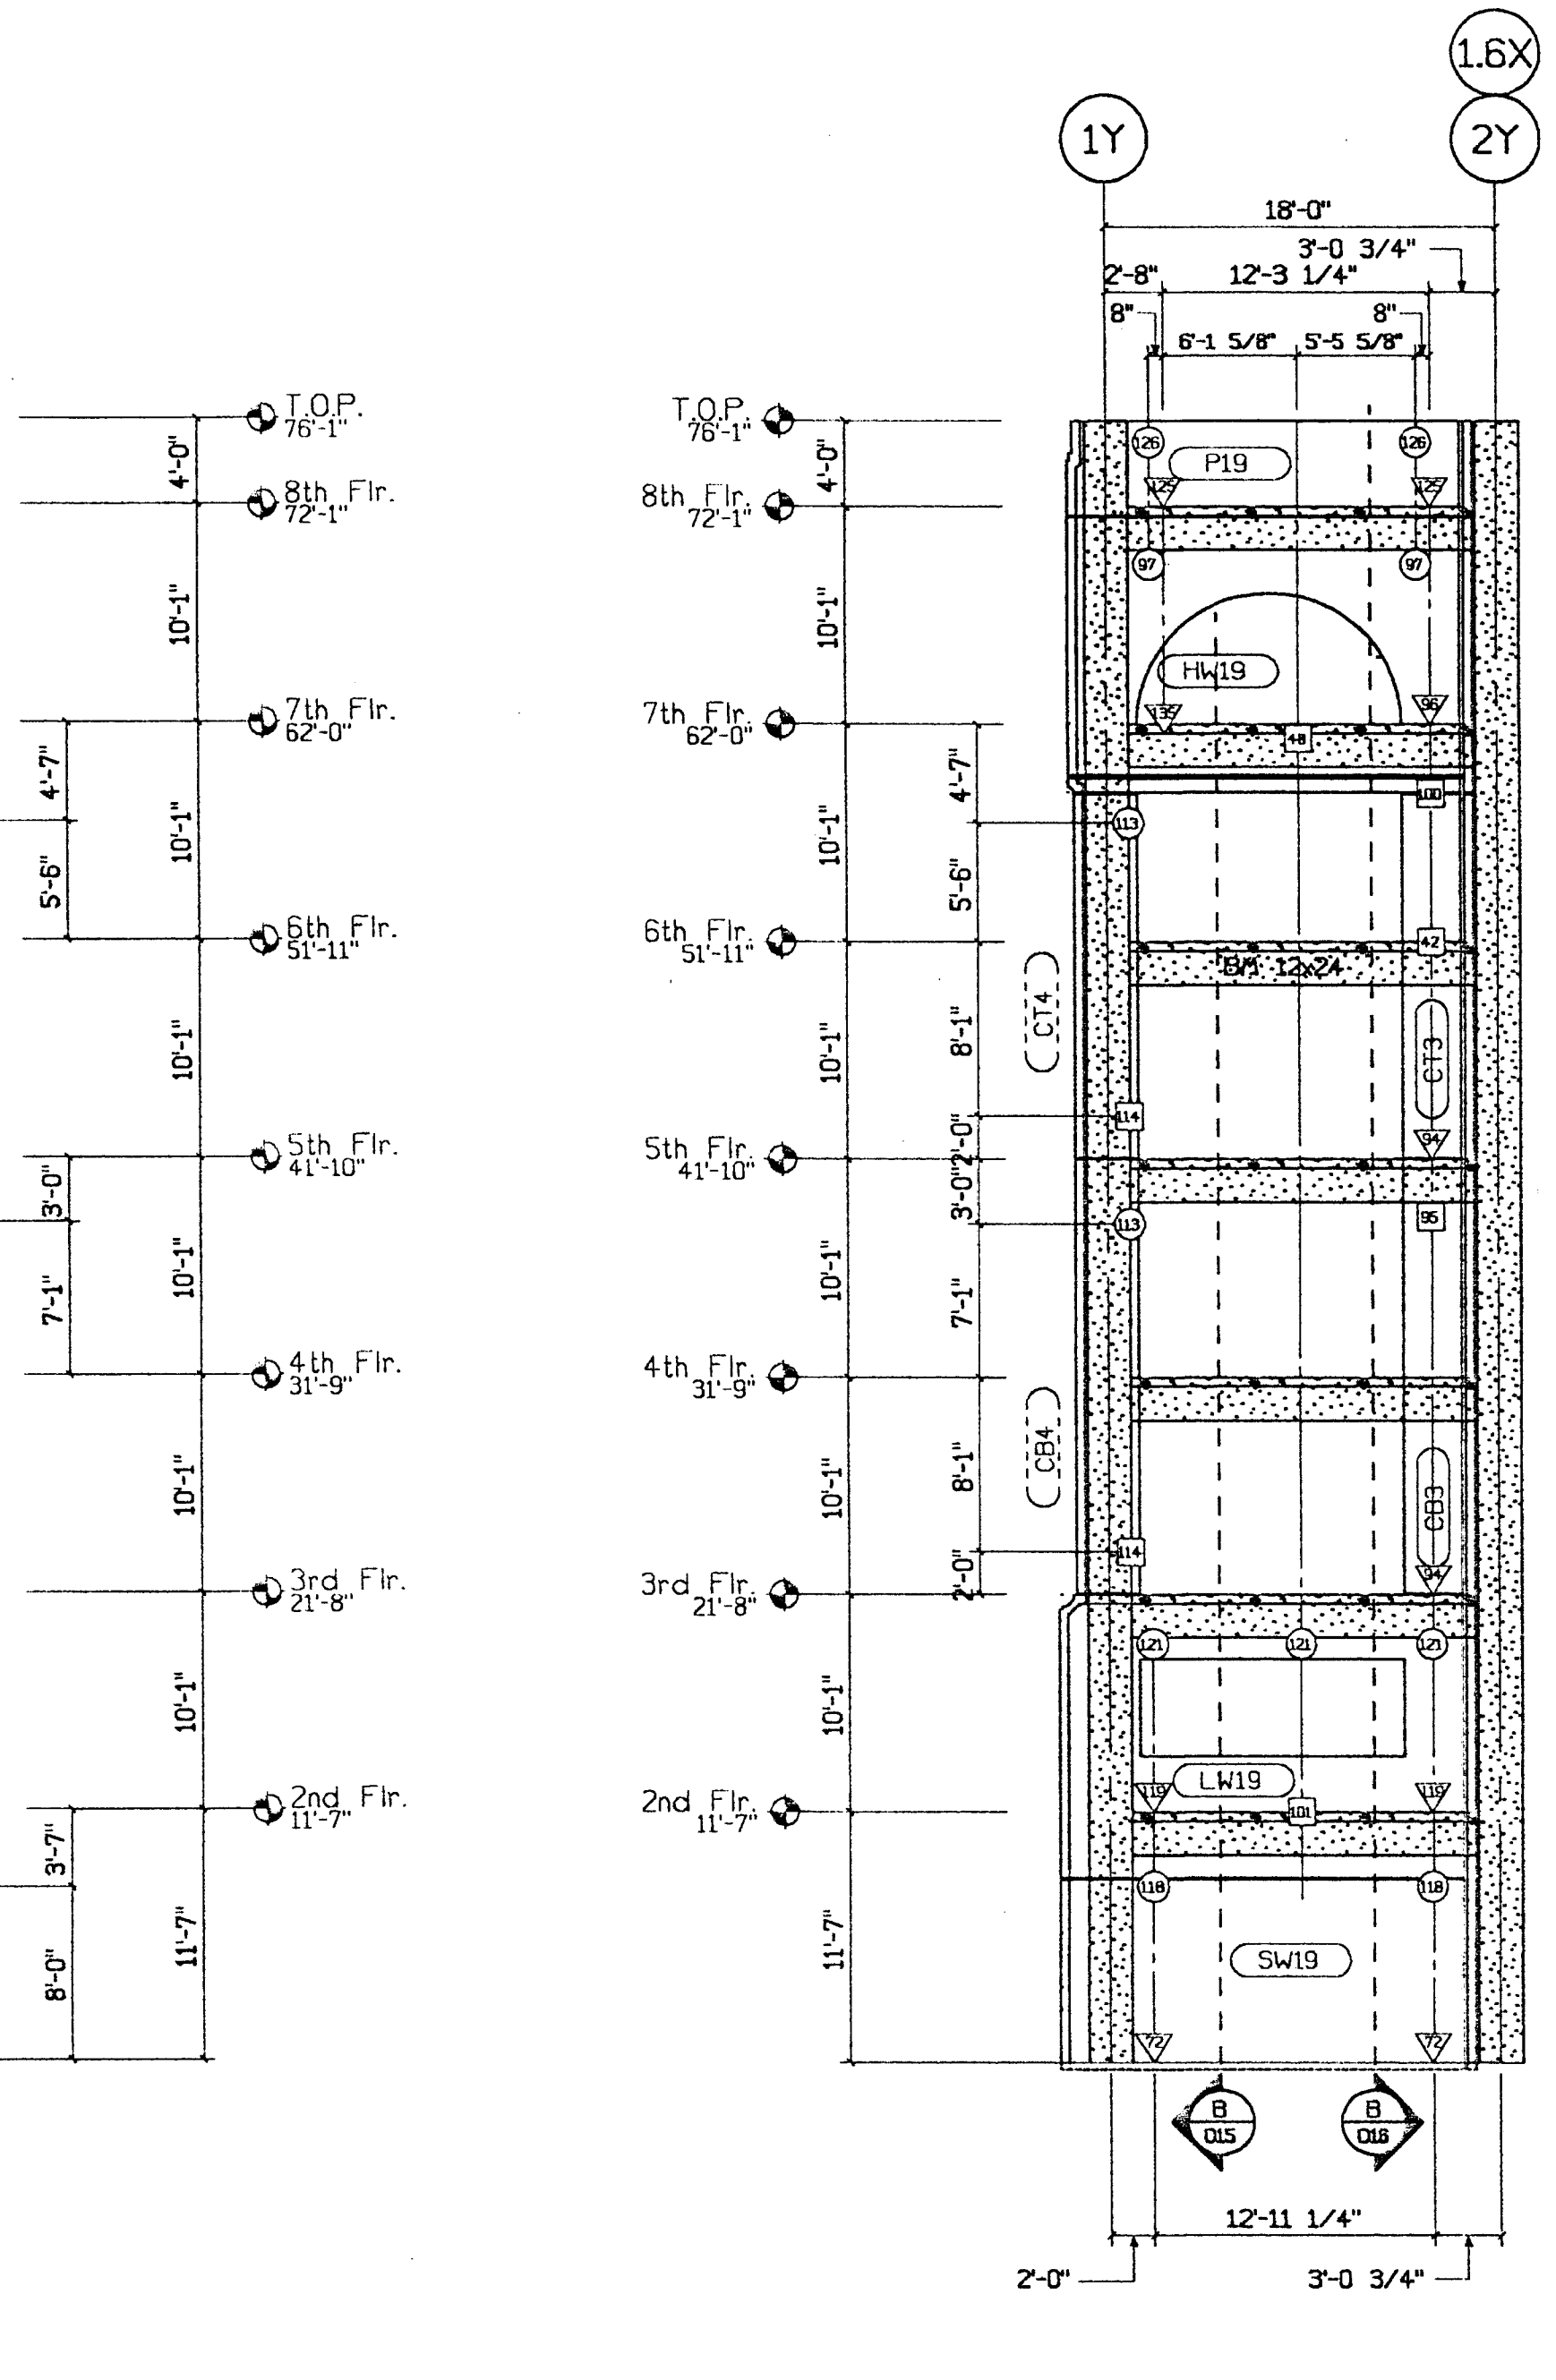 1.6X
1Y
2Y
18'-0"
3'-0 3/4"
2'-8"
12'-3 1/4"
8"
8"
6'-1 5/8"
5'-5 5/8"
T.O.P.
76'-1"
T.O.P.
76'-1"
126
126
4'-0"
4'-0"
P19
8th Flr.
72'-1"
8th Flr.
72'-1"
125
125
97
97
10'-1"
10'-1"
HW19
7th Flr.
62'-0"
7th Flr.
62'-0"
135
96
48
4'-7"
4'-7"
100
113
10'-1"
10'-1"
5'-6"
5'-6"
6th Flr.
51'-11"
6th Flr.
51'-11"
42
BM 12x24
CT4
8'-1"
CT3
10'-1"
10'-1"
114
2'-0"
94
5th Flr.
41'-10"
5th Flr.
41'-10"
3'-0"
3'-0"
95
113
10'-1"
10'-1"
7'-1"
7'-1"
4th Flr.
31'-9"
4th Flr.
31'-9"
CB4
8'-1"
CB3
10'-1"
10'-1"
114
2'-0"
94
3rd Flr.
21'-8"
3rd Flr.
21'-8"
121
121
121
10'-1"
10'-1"
LW19
119
119
2nd Flr.
11'-7"
2nd Flr.
11'-7"
101
3'-7"
118
118
11'-7"
11'-7"
8'-0"
SW19
72
72
B
015
B
016
12'-11 1/4"
2'-0"
3'-0 3/4"